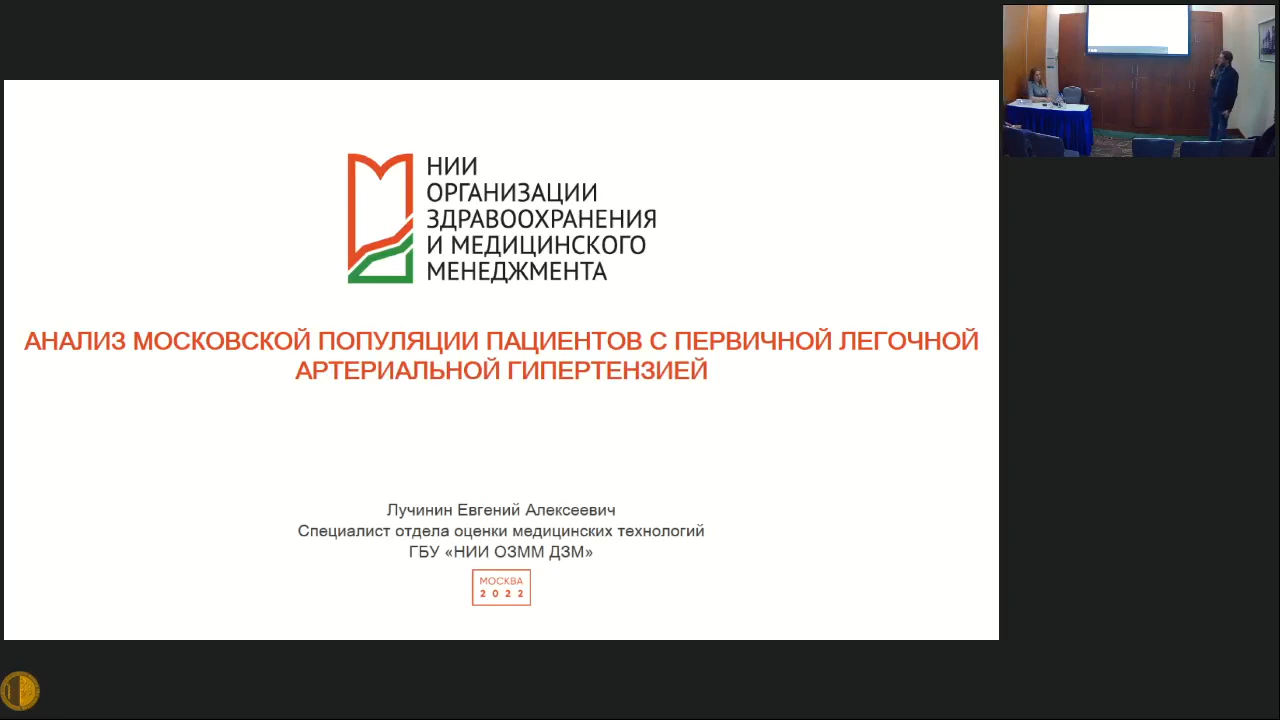 НИИ
ОРГАНИЗАЦИИ
ЗДРАВООХРАНЕНИЯ
И МЕДИЦИНСКОГО
МЕНЕДЖМЕНТА
АНАЛИЗ МОСКОВСКОЙ ПОПУЛЯЦИИ ПАЦИЕНТОВ С ПЕРВИЧНОЙ ЛЕГОЧНОЙ
АРТЕРИАЛЬНОЙ ГИПЕРТЕНЗИЕЙ
Лучинин Евгений Алексеевич
Специалист отдела оценки медицинских технологий
ГБУ «НИИ ОЗММ ДЗМ»
МОСКВА
2022